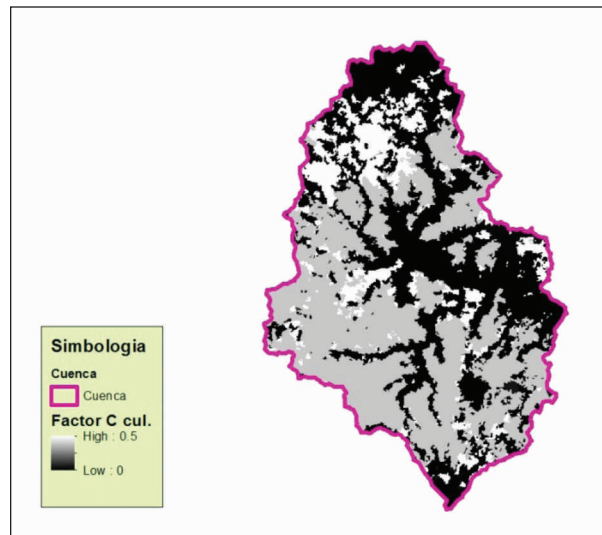 Simbologia
Cuenca
Cuenca
Factor C cul.
High : 0.5
Low : 0